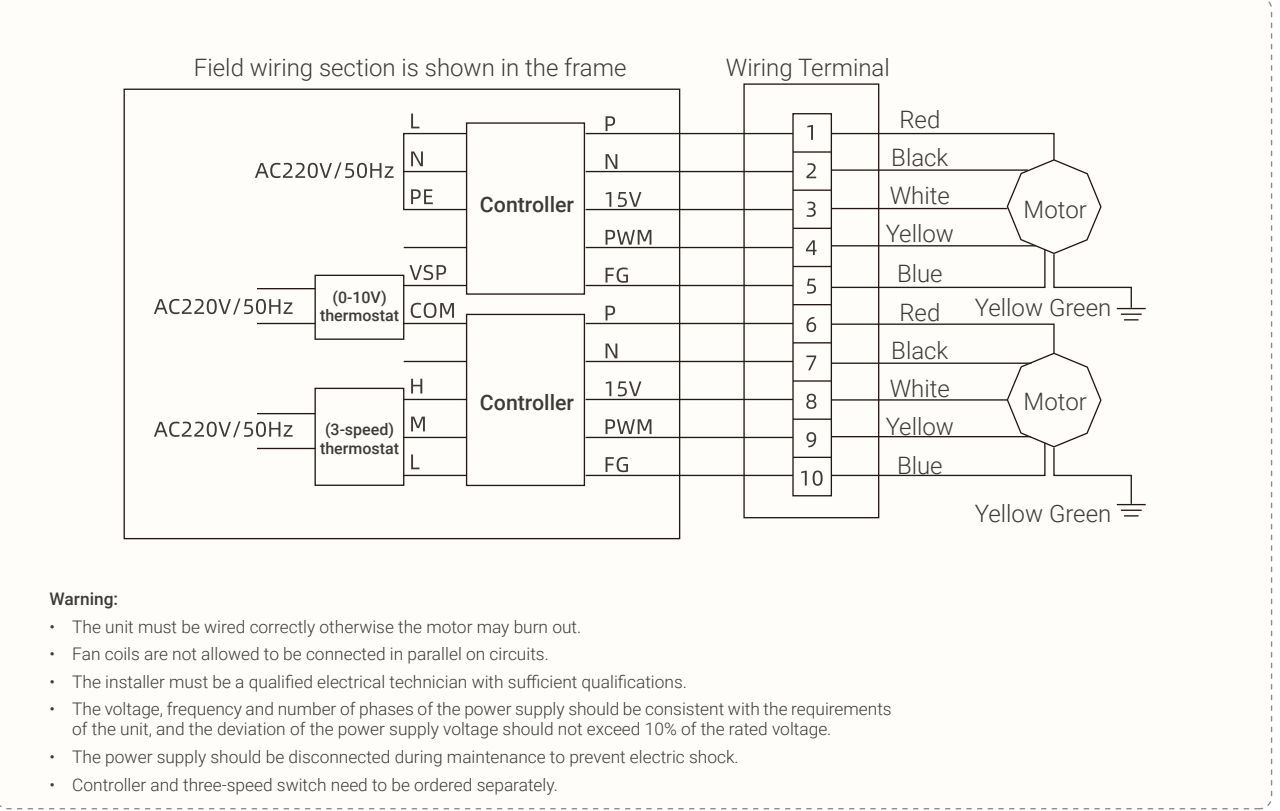 Field wiring section is shown in the frame
Wiring Terminal
L
N
PE
AC220V/50Hz
Controller
P
N
15V
PWM
FG
VSP
COM
AC220V/50Hz
(0-10V)
thermostat
Controller
P
N
15V
PWM
FG
H
M
L
AC220V/50Hz
(3-speed)
thermostat
1
2
3
4
5
6
7
8
9
10
Red
Black
White
Yellow
Blue
Motor
Yellow Green
Red
Black
White
Yellow
Blue
Motor
Yellow Green
Warning:
• The unit must be wired correctly otherwise the motor may burn out.
• Fan coils are not allowed to be connected in parallel on circuits.
• The installer must be a qualified electrical technician with sufficient qualifications.
• The voltage, frequency and number of phases of the power supply should be consistent with the requirements
of the unit, and the deviation of the power supply voltage should not exceed 10% of the rated voltage.
• The power supply should be disconnected during maintenance to prevent electric shock.
• Controller and three-speed switch need to be ordered separately.